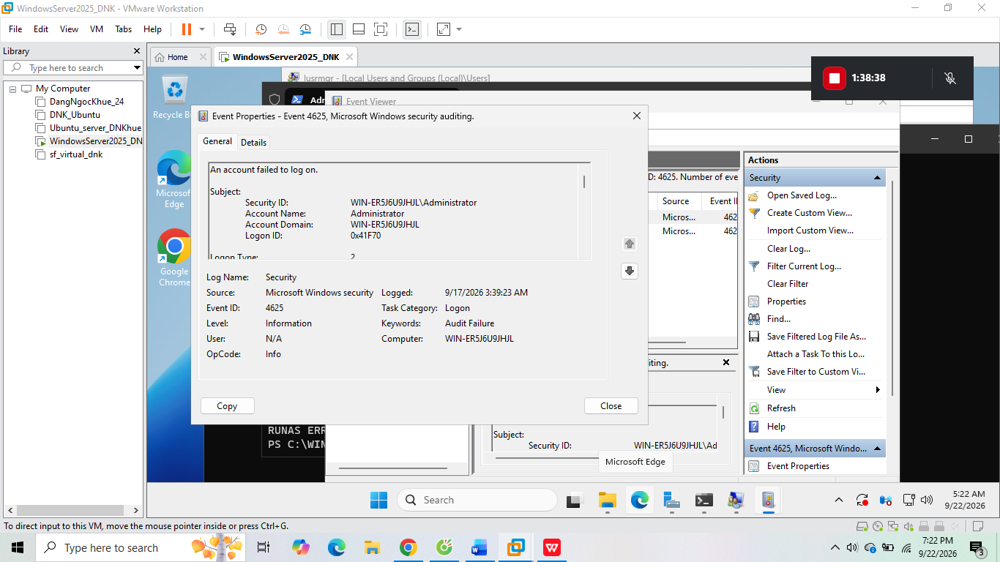 WindowsServer2025_DNK - VMware Workstation
File Edit View VM Tabs Help
Library
Type here to search
Home
WindowsServer2025_DNK
My Computer
DangNgocKhue_24
DNK_Ubuntu
Ubuntu_server_DNKhue
WindowsServer2025_DN
sf_virtual_dnk
Recycle Bi
Microsof
Edge
Google
Chrome
lusrmgr - [Local Users and Groups (Local)\Users]
Adr
Event Viewer
1:38:38
Event Properties - Event 4625, Microsoft Windows security auditing.
General Details
An account failed to log on.
Subject:
Security ID: WIN-ER5J6U9JHJL\Administrator
Account Name: Administrator
Account Domain: WIN-ER5J6U9JHJL
Logon ID: 0x41F70
Logon Type: 2
Log Name: Security
Source: Microsoft Windows security Logged: 9/17/2026 3:39:23 AM
Event ID: 4625 Task Category: Logon
Level: Information Keywords: Audit Failure
User: N/A Computer: WIN-ER5J6U9JHJL
OpCode: Info
Copy Close
D: 4625. Number of eve
Source Event I
Micros... 462
Micros... 462
iting.
Subject:
Security ID: WIN-ER5J6U9JHJL\Ad
RUNAS ERR
PS C:\WIN
Microsoft Edge
Actions
Security
Open Saved Log...
Create Custom View...
Import Custom View...
Clear Log...
Filter Current Log...
Clear Filter
Properties
Find...
Save Filtered Log File As...
Attach a Task To this Lo...
Save Filter to Custom Vi...
View
Refresh
Help
Event 4625, Microsoft Windo...
Event Properties
Search
5:22 AM
9/22/2026
To direct input to this VM, move the mouse pointer inside or press Ctrl+G.
Type here to search
7:22 PM
9/22/2026
3